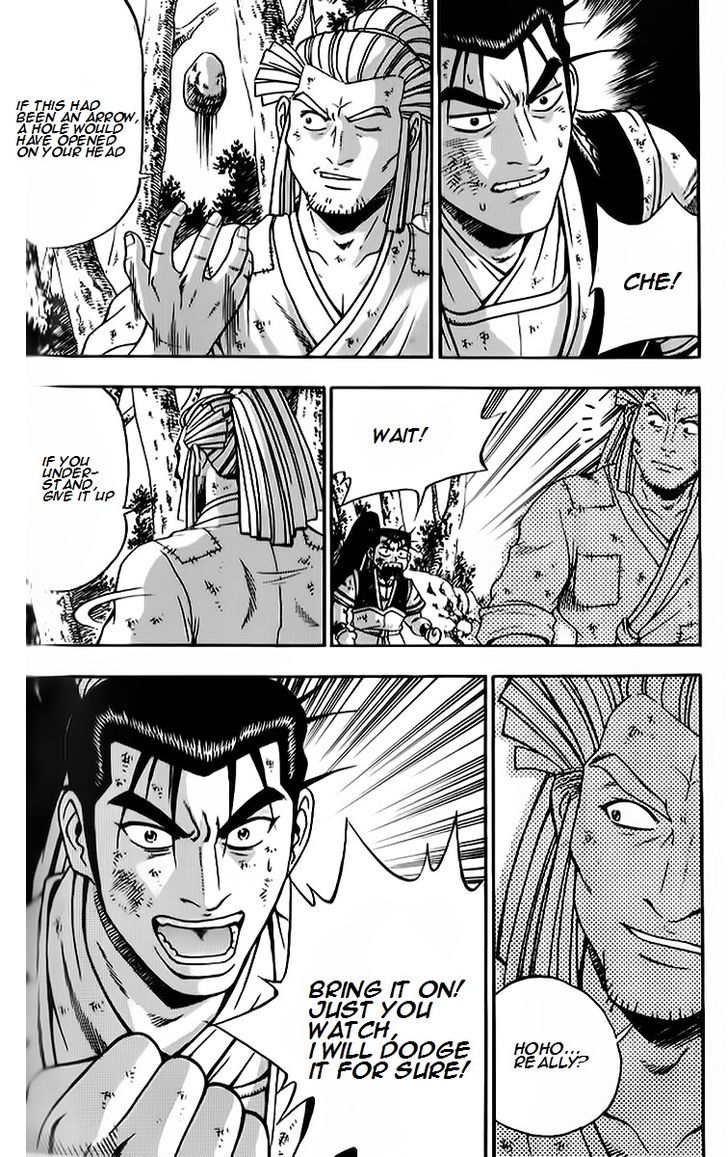 CHE!
IF THIS HAD
BEEN AN ARROW,
A HOLE WOULD
HAVE OPENED
ON YOUR HEAD
WAIT!
IF YOU
UNDER-
STAND,
GIVE IT UP
HOHO...
REALLY?
BRING IT ON!
JUST YOU
WATCH,
I WILL DODGE
IT FOR SURE!